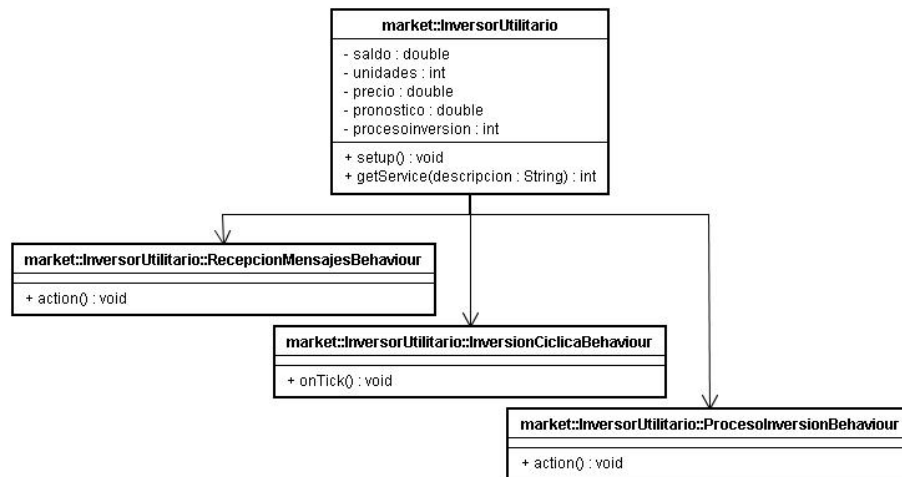 market::InversorUtilitario
- saldo : double
- unidades : int
- precio : double
- pronostico : double
- procesoinversion : int
+ setup() : void
+ getService(descripcion : String) : int
market::InversorUtilitario::RecepcionMensajesBehaviour
+ action() : void
market::InversorUtilitario::InversionCiclicaBehaviour
+ onTick() : void
market::InversorUtilitario::ProcesoInversionBehaviour
+ action() : void